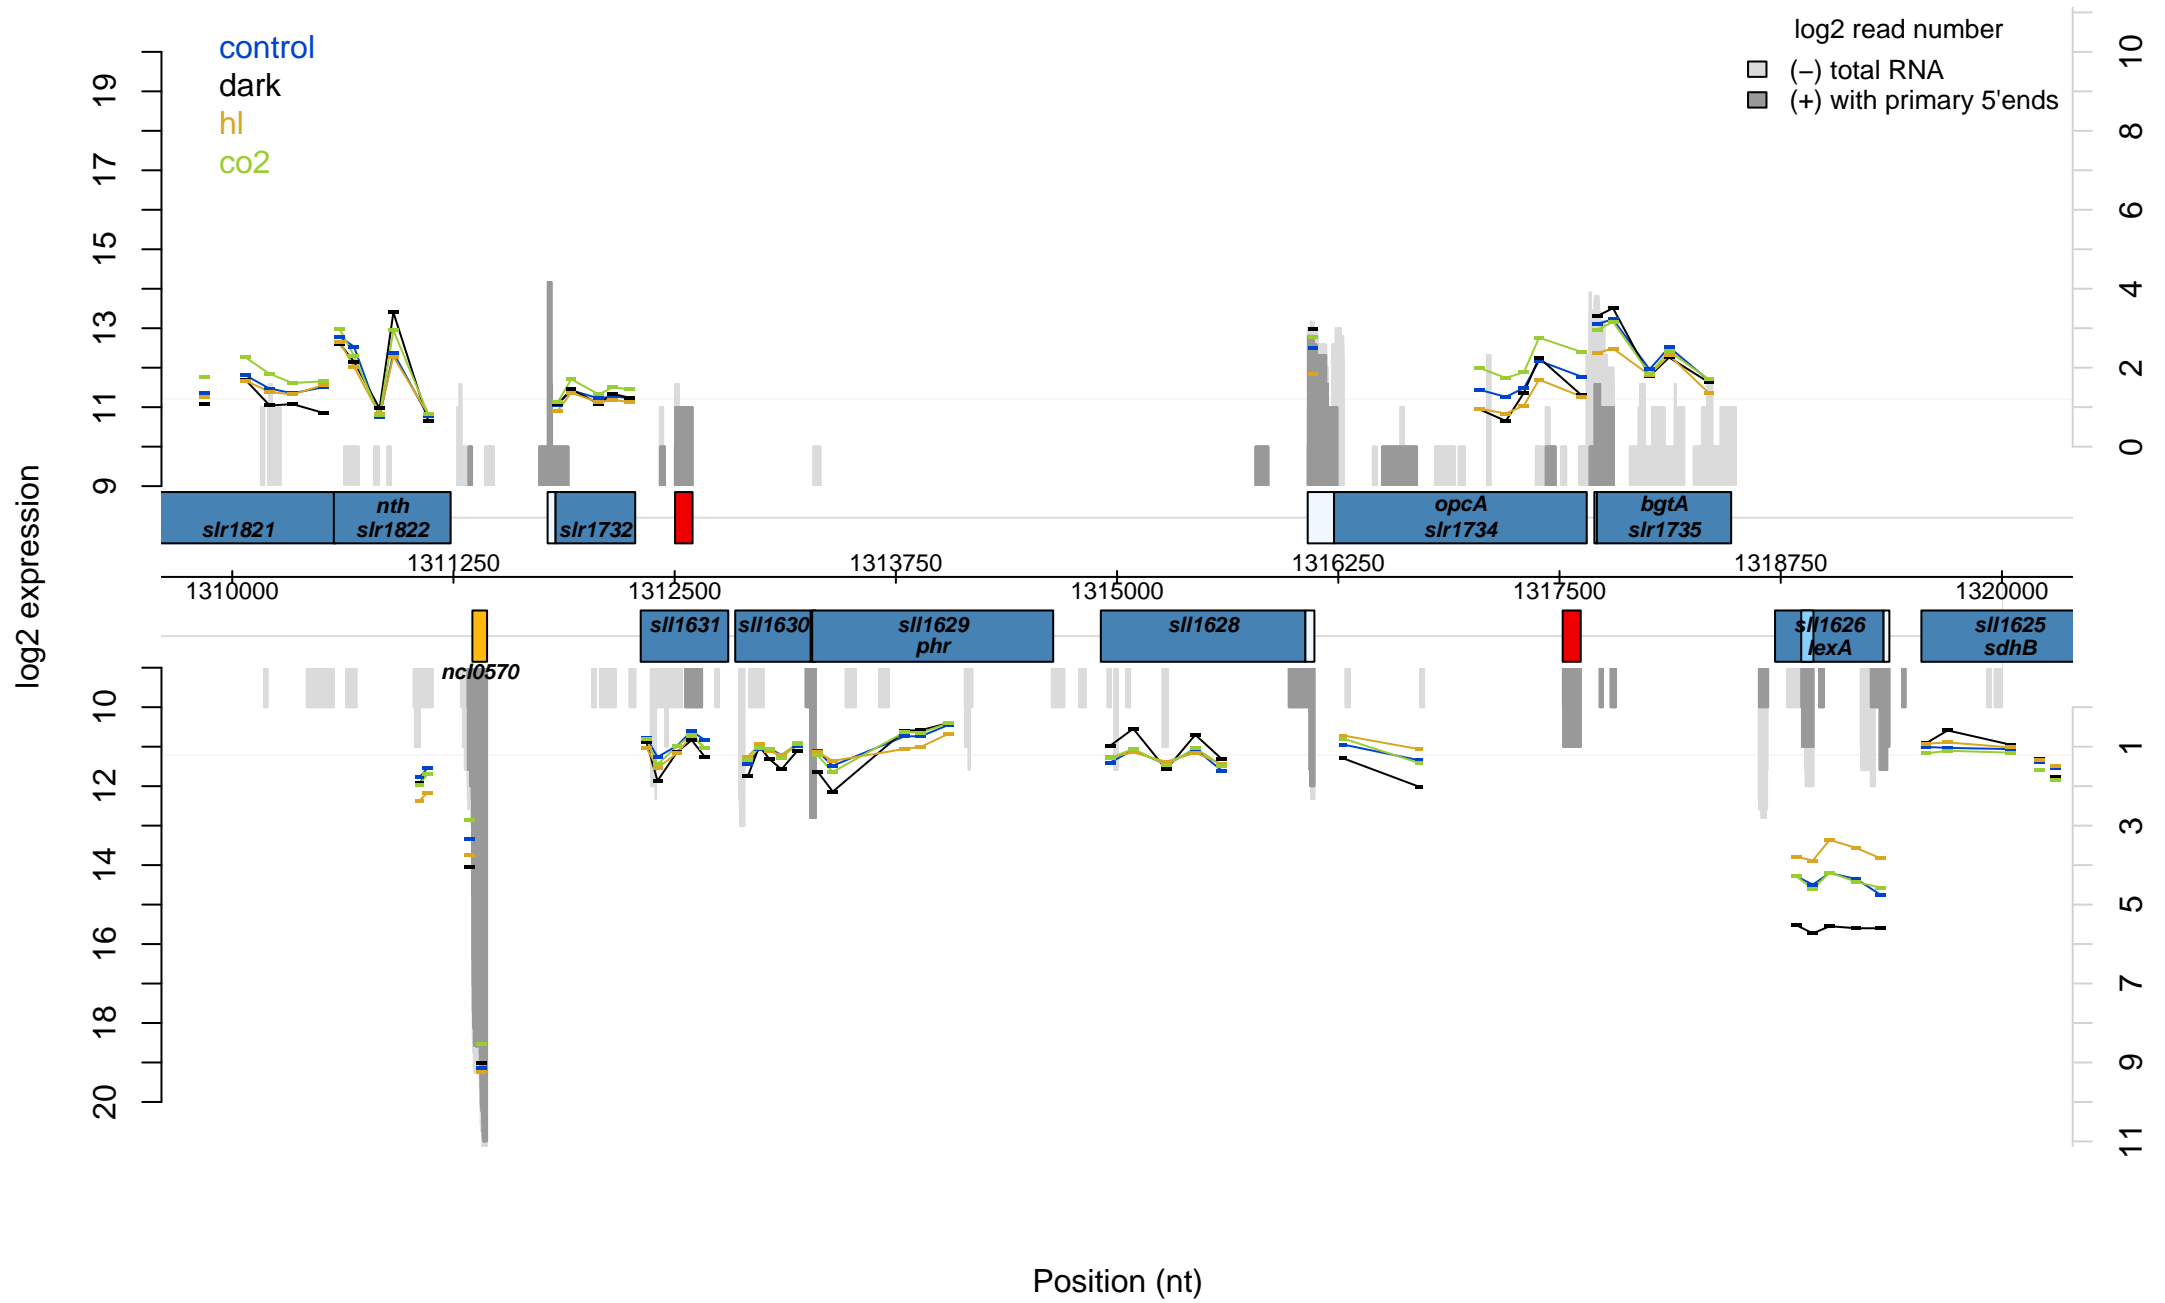 control
dark
hl
co2
log2 read number
(−) total RNA
(+) with primary 5'ends
19
17
15
13
11
9
10
8
6
4
2
0
log2 expression
slr1821
nth
slr1822
slr1732
opcA
slr1734
bgtA
slr1735
1311250
1313750
1316250
1318750
1310000
1312500
1315000
1317500
1320000
ncl0570
sll1631
sll1630
sll1629
phr
sll1628
sll1626
lexA
sll1625
sdhB
10
12
14
16
18
20
1
3
5
7
9
11
Position (nt)